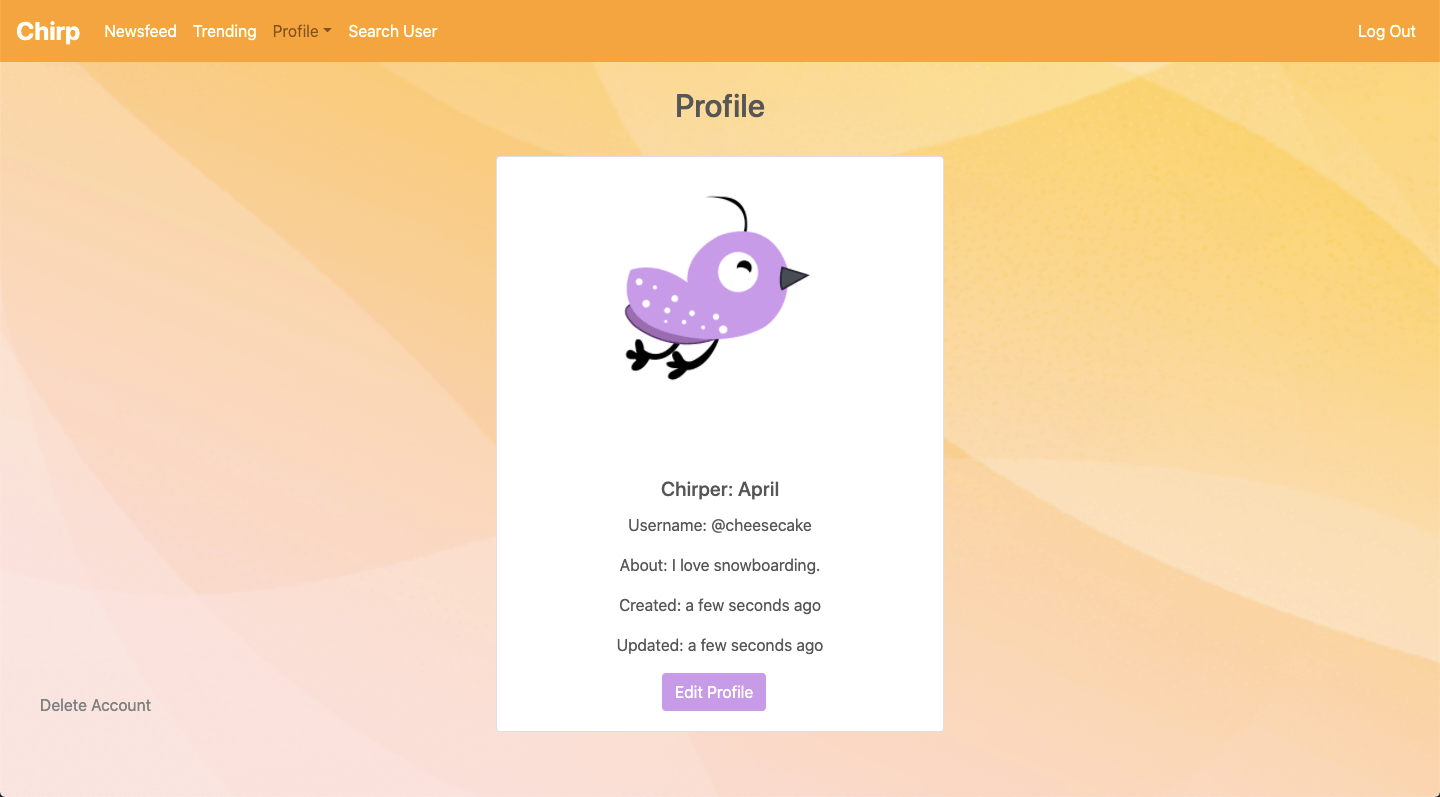 Chirp Newsfeed Trending Profile Search User Log Out
Profile
Chirper: April
Username: @cheesecake
About: I love snowboarding.
Created: a few seconds ago
Updated: a few seconds ago
Edit Profile
Delete Account